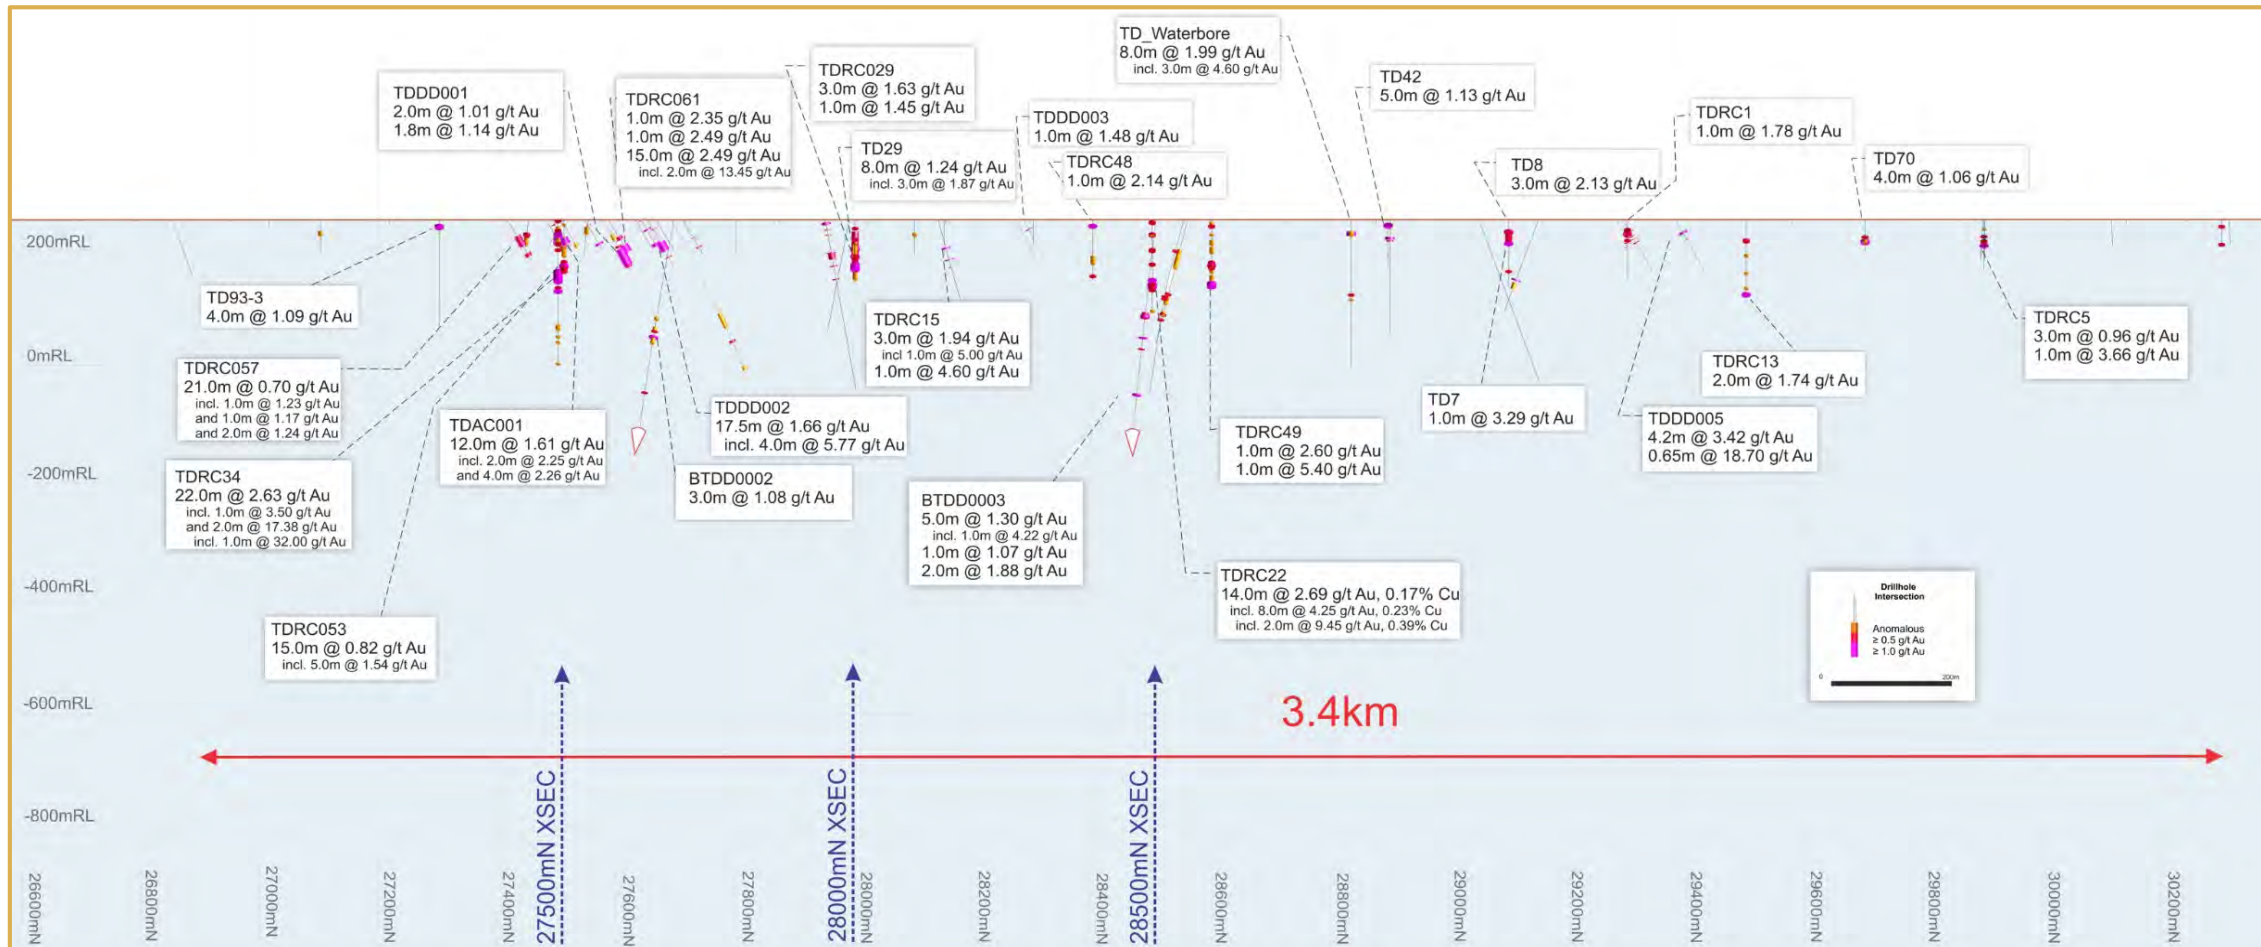 TD_Waterbore
8.0m @ 1.99 g/t Au
incl. 3.0m @ 4.60 g/t Au
TDRC029
3.0m @ 1.63 g/t Au
1.0m @ 1.45 g/t Au
TD42
5.0m @ 1.13 g/t Au
TDDD001
2.0m @ 1.01 g/t Au
1.8m @ 1.14 g/t Au
TDRC061
1.0m @ 2.35 g/t Au
1.0m @ 2.49 g/t Au
15.0m @ 2.49 g/t Au
incl. 2.0m @ 13.45 g/t Au
TDDD003
1.0m @ 1.48 g/t Au
TDRC1
1.0m @ 1.78 g/t Au
TD29
8.0m @ 1.24 g/t Au
incl. 3.0m @ 1.87 g/t Au
TDRC48
1.0m @ 2.14 g/t Au
TD8
3.0m @ 2.13 g/t Au
TD70
4.0m @ 1.06 g/t Au
200mRL
0mRL
-200mRL
-400mRL
-600mRL
-800mRL
TD93-3
4.0m @ 1.09 g/t Au
TDRC15
3.0m @ 1.94 g/t Au
incl 1.0m @ 5.00 g/t Au
1.0m @ 4.60 g/t Au
TDRC5
3.0m @ 0.96 g/t Au
1.0m @ 3.66 g/t Au
TDRC057
21.0m @ 0.70 g/t Au
incl. 1.0m @ 1.23 g/t Au
and 1.0m @ 1.17 g/t Au
and 2.0m @ 1.24 g/t Au
TDRC13
2.0m @ 1.74 g/t Au
TD7
1.0m @ 3.29 g/t Au
TDDD002
17.5m @ 1.66 g/t Au
incl. 4.0m @ 5.77 g/t Au
TDAC001
12.0m @ 1.61 g/t Au
incl. 2.0m @ 2.25 g/t Au
and 4.0m @ 2.26 g/t Au
TDDD005
4.2m @ 3.42 g/t Au
0.65m @ 18.70 g/t Au
TDRC49
1.0m @ 2.60 g/t Au
1.0m @ 5.40 g/t Au
TDRC34
22.0m @ 2.63 g/t Au
incl. 1.0m @ 3.50 g/t Au
and 2.0m @ 17.38 g/t Au
incl. 1.0m @ 32.00 g/t Au
BTDD0002
3.0m @ 1.08 g/t Au
BTDD0003
5.0m @ 1.30 g/t Au
incl. 1.0m @ 4.22 g/t Au
1.0m @ 1.07 g/t Au
2.0m @ 1.88 g/t Au
TDRC22
14.0m @ 2.69 g/t Au, 0.17% Cu
incl. 8.0m @ 4.25 g/t Au, 0.23% Cu
incl. 2.0m @ 9.45 g/t Au, 0.39% Cu
TDRC053
15.0m @ 0.82 g/t Au
incl. 5.0m @ 1.54 g/t Au
Drillhole
Intersection
Anomalous
≥ 0.5 g/t Au
≥ 1.0 g/t Au
0 200m
3.4km
27500mN XSEC
28000mN XSEC
28500mN XSEC
26600mN
26800mN
27000mN
27200mN
27400mN
27600mN
27800mN
28000mN
28200mN
28400mN
28600mN
28800mN
29000mN
29200mN
29400mN
29600mN
29800mN
30000mN
30200mN